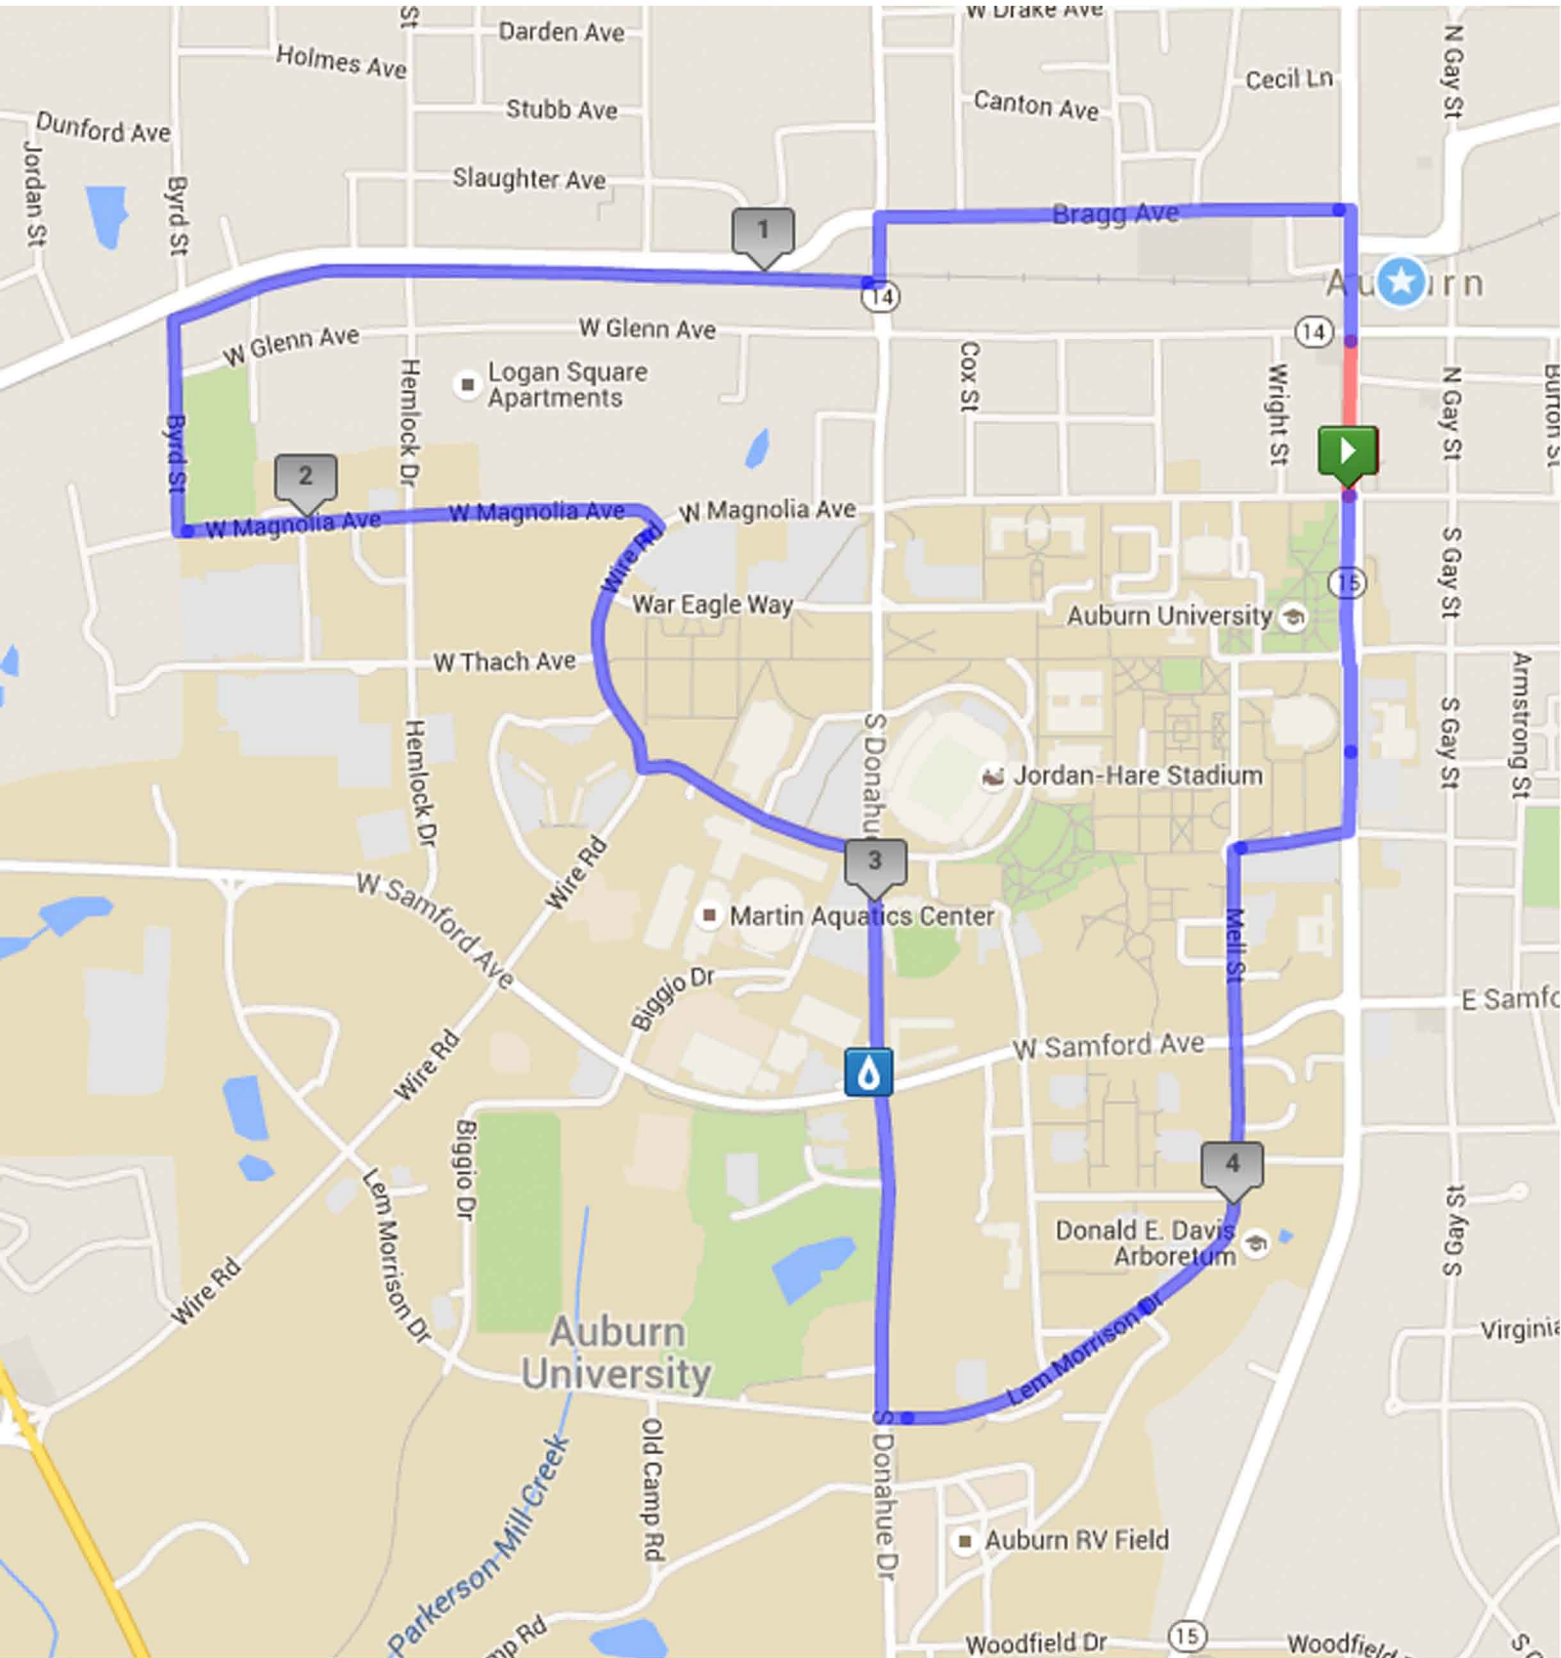 W Drake Ave
St
Darden Ave
Holmes Ave
N Gay St
Cecil Ln
Canton Ave
Stubb Ave
Dunford Ave
Jordan St
Byrd St
Slaughter Ave
1
Bragg Ave
Auburn
14
14
W Glenn Ave
W Glenn Ave
Logan Square
Apartments
Hemlock Dr
Cox St
Wright St
N Gay St
Burton St
Byrd St
2
W Magnolia Ave
W Magnolia Ave
W Magnolia Ave
Wire Rd
War Eagle Way
15
Auburn University
S Gay St
W Thach Ave
Armstrong St
Hemlock Dr
S Donahue
Jordan-Hare Stadium
S Gay St
3
Wire Rd
W Samford Ave
Martin Aquatics Center
Mell St
Biggio Dr
E Samfo
W Samford Ave
Wire Rd
Biggio Dr
4
Lem Morrison Dr
Donald E. Davis
Arboretum
S Gay St
Wire Rd
Lem Morrison Dr
Auburn
University
Virginia
S Donahue Dr
Old Camp Rd
Parkerson Mill Creek
Auburn RV Field
mp Rd
Woodfield Dr
15
Woodfield
S C